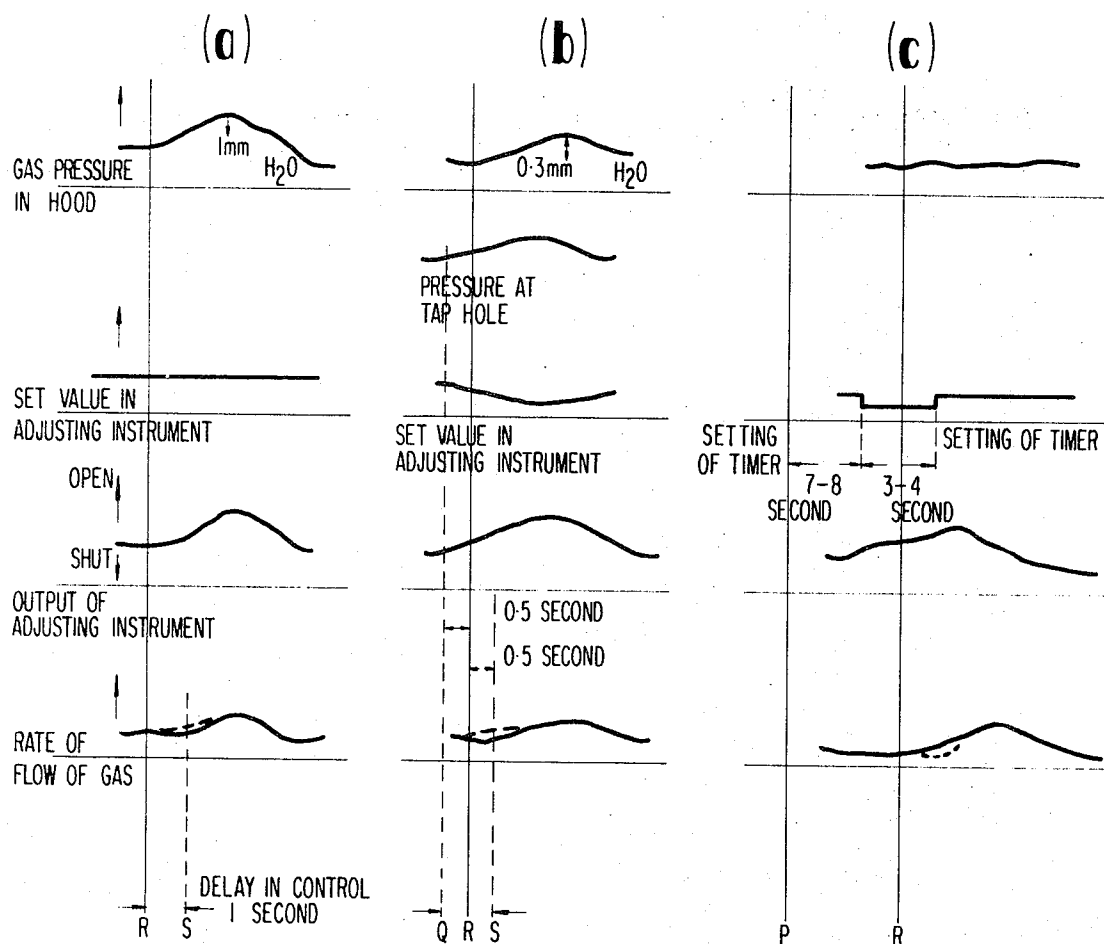 (a)
(b)
(c)
GAS PRESSURE
IN HOOD
1mm
H2O
0·3mm
H2O
PRESSURE AT
TAP HOLE
SET VALUE IN
ADJUSTING INSTRUMENT
SET VALUE IN
ADJUSTING INSTRUMENT
SETTING
OF TIMER
SETTING OF TIMER
7-8
SECOND
3-4
SECOND
OPEN
SHUT
OUTPUT OF
ADJUSTING INSTRUMENT
0·5 SECOND
0·5 SECOND
RATE OF
FLOW OF GAS
DELAY IN CONTROL
1 SECOND
R
S
Q
R
S
P
R